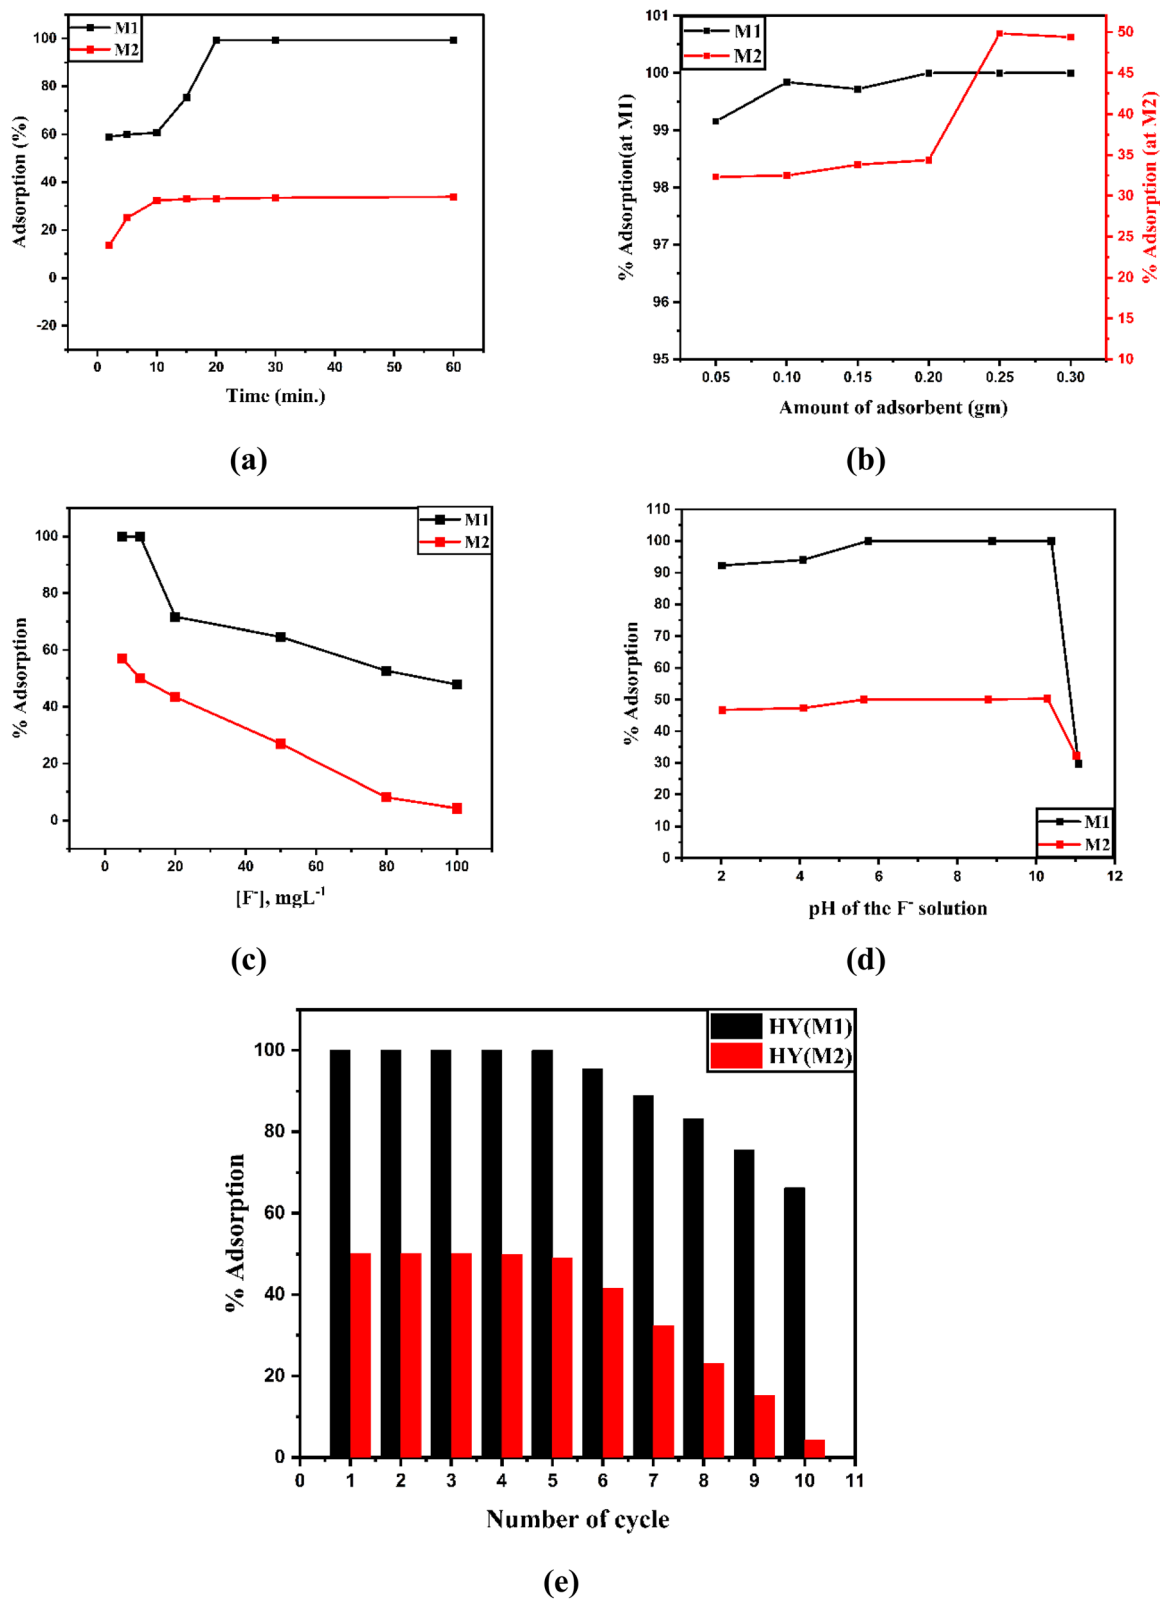 M1
M2
100
80
60
40
20
0
-20
Adsorption (%)
0 10 20 30 40 50 60
Time (min.)
(a)
M1
M2
101
100
99
98
97
96
95
% Adsorption(at M1)
50
45
40
35
30
25
20
15
10
% Adsorption (at M2)
0.05 0.10 0.15 0.20 0.25 0.30
Amount of adsorbent (gm)
(b)
M1
M2
100
80
60
40
20
0
% Adsorption
0 20 40 60 80 100
[F⁻], mgL⁻¹
(c)
110
100
90
80
70
60
50
40
30
20
10
0
% Adsorption
M1
M2
2 4 6 8 10 12
pH of the F⁻ solution
(d)
HY(M1)
HY(M2)
100
80
60
40
20
0
% Adsorption
0 1 2 3 4 5 6 7 8 9 10 11
Number of cycle
(e)